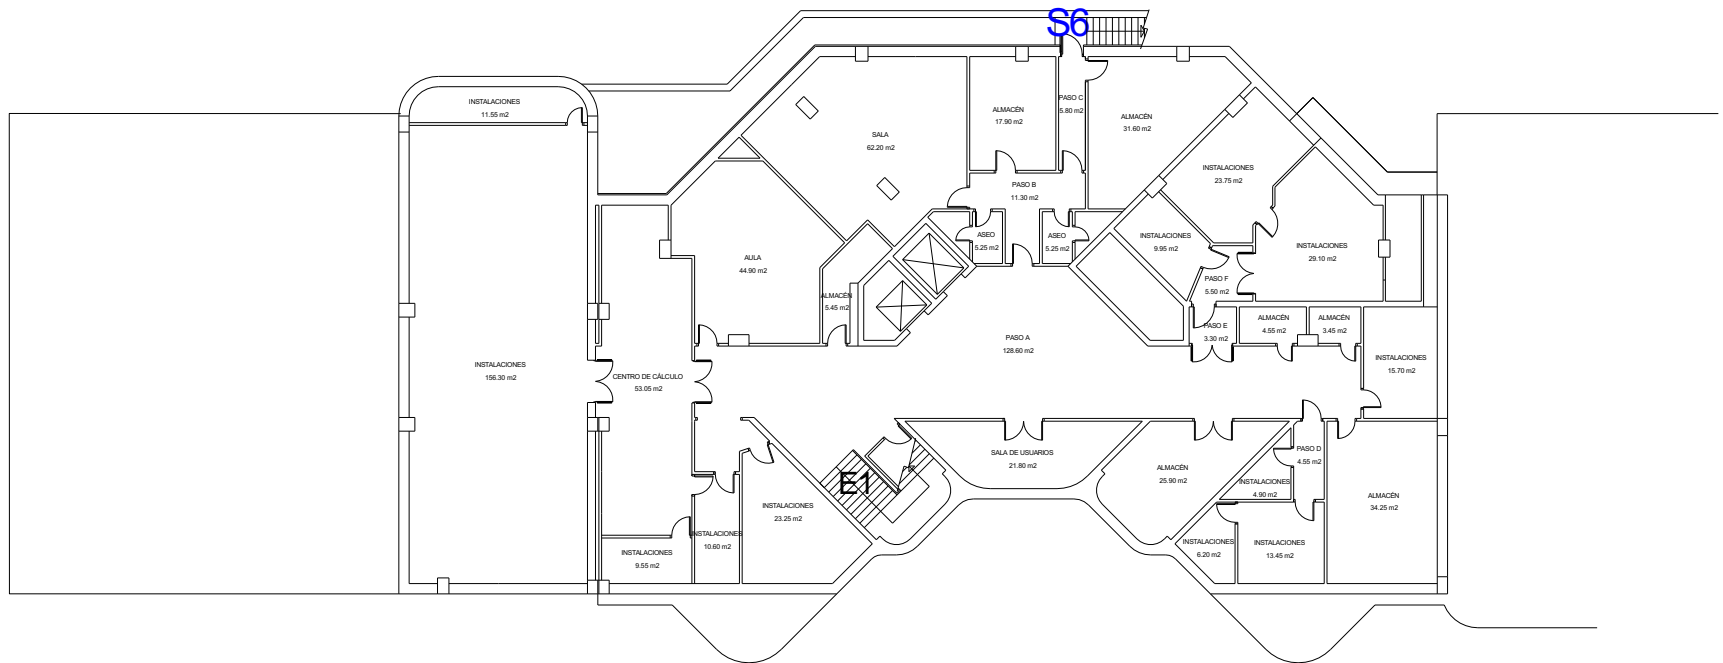 S6
INSTALACIONES
11.55 m2
PASO C
5.80 m2
ALMACÉN
17.90 m2
ALMACÉN
31.60 m2
SALA
62.20 m2
INSTALACIONES
23.75 m2
PASO B
11.30 m2
ASEO
5.25 m2
ASEO
5.25 m2
INSTALACIONES
9.95 m2
INSTALACIONES
29.10 m2
AULA
44.90 m2
PASO F
5.50 m2
ALMACÉN
5.45 m2
PASO A
128.60 m2
PASO E
3.30 m2
ALMACÉN
4.55 m2
ALMACÉN
3.45 m2
INSTALACIONES
15.70 m2
INSTALACIONES
156.30 m2
CENTRO DE CÁLCULO
53.05 m2
SALA DE USUARIOS
21.80 m2
PASO D
4.55 m2
ALMACÉN
25.90 m2
INSTALACIONES
4.90 m2
ALMACÉN
34.25 m2
E1
INSTALACIONES
23.25 m2
INSTALACIONES
10.60 m2
INSTALACIONES
9.55 m2
INSTALACIONES
6.20 m2
INSTALACIONES
13.45 m2